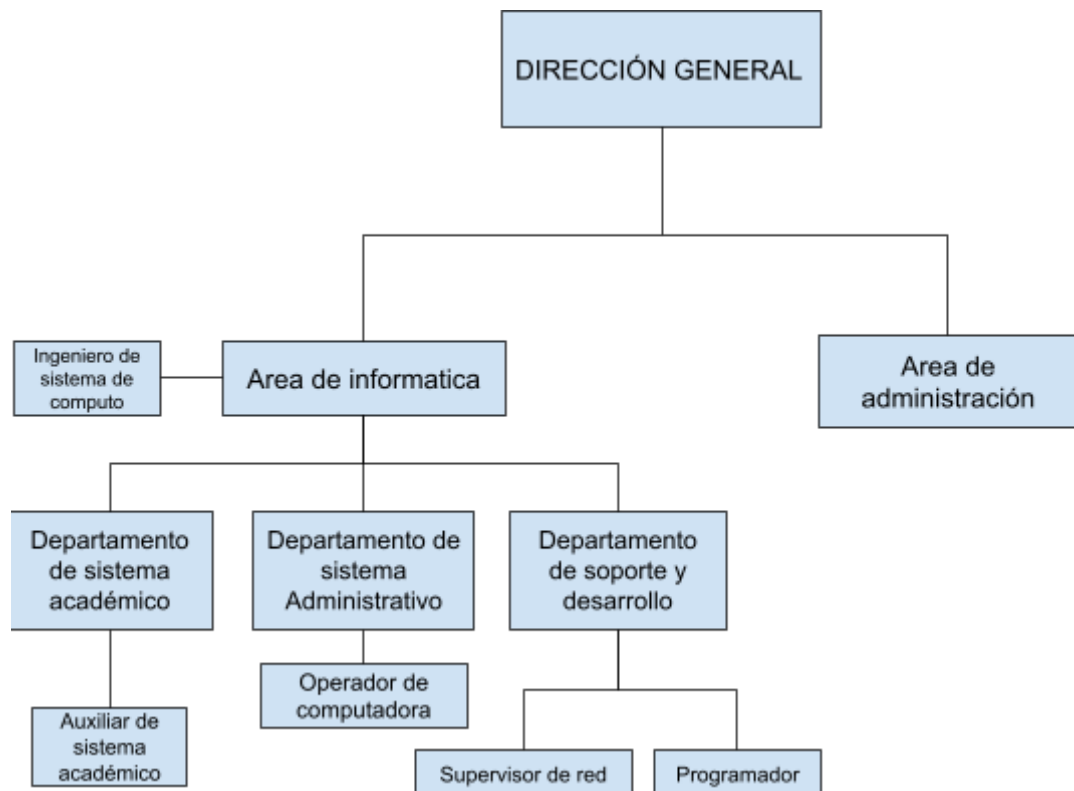 DIRECCIÓN GENERAL
Ingeniero de
sistema de
computo
Area de informatica
Area de
administración
Departamento
de sistema
académico
Departamento de
sistema
Administrativo
Departamento
de soporte y
desarrollo
Operador de
computadora
Auxiliar de
sistema
académico
Supervisor de red
Programador